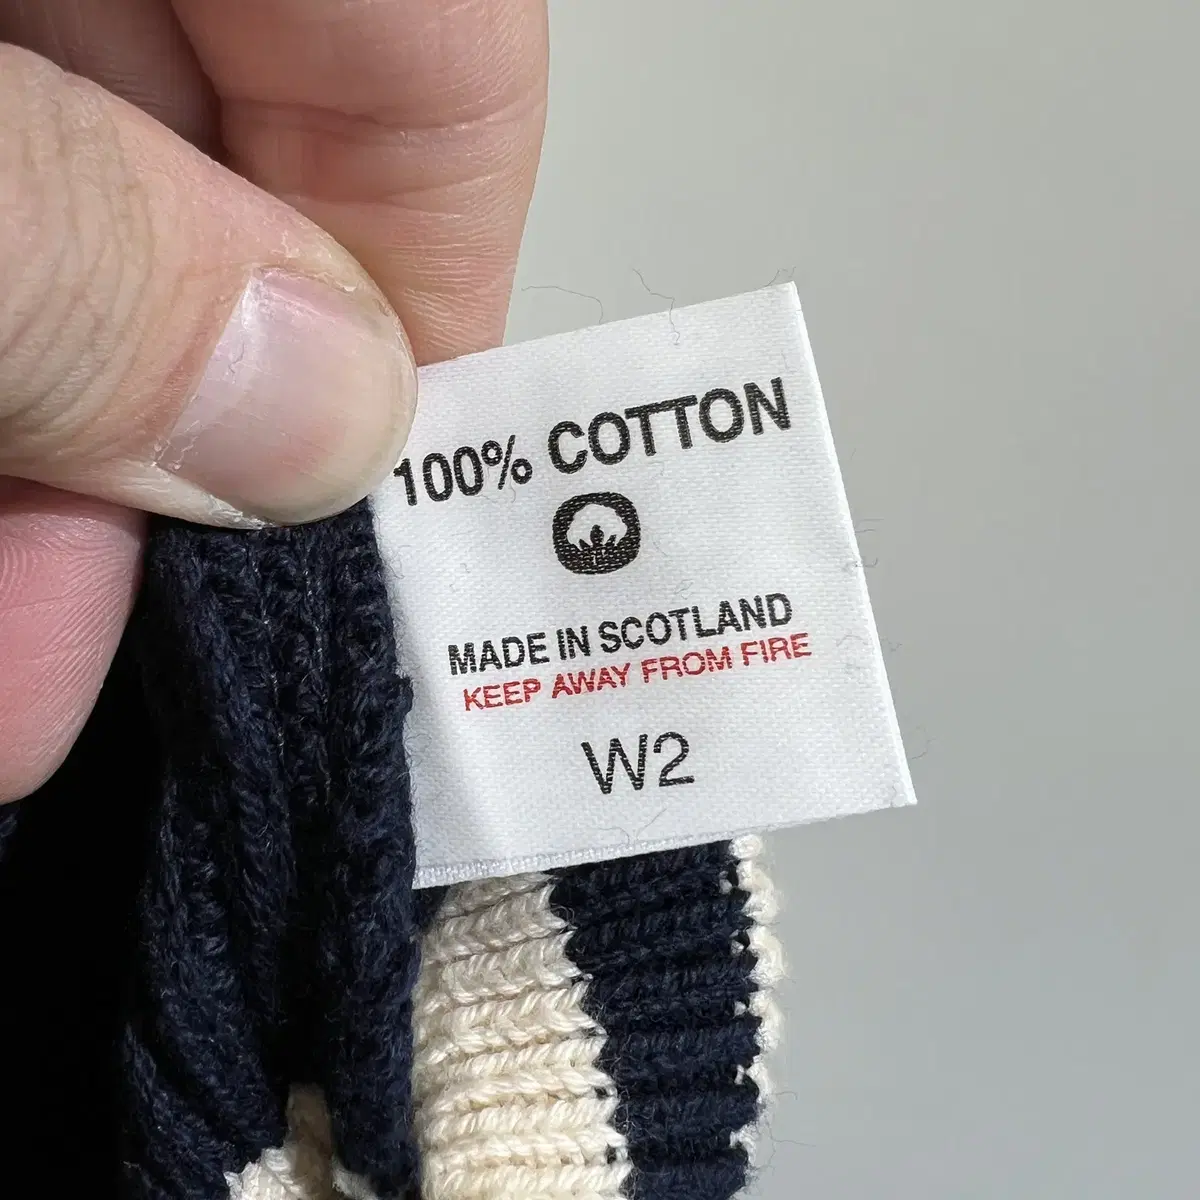 100% COTTON
MADE IN SCOTLAND
KEEP AWAY FROM FIRE
W2